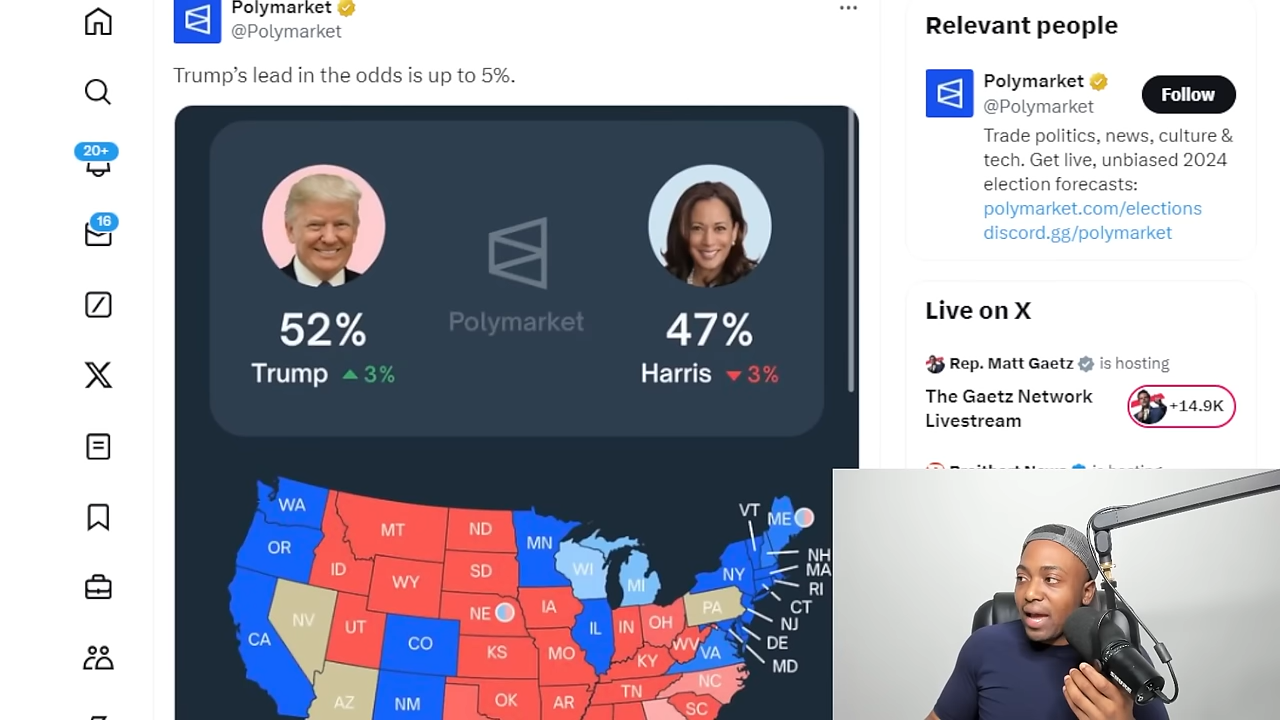 Polymarket
@Polymarket
Trump's lead in the odds is up to 5%.
52%
Trump 3%
Polymarket
47%
Harris 3%
WA
OR
CA
NV
ID
MT
WY
UT
AZ
CO
NM
ND
SD
NE
KS
OK
MN
IA
MO
AR
WI
IL
MI
IN
OH
KY
TN
WV
VA
NC
SC
PA
NY
VT
ME
NH
MA
RI
CT
NJ
DE
MD
20+
16
Relevant people
Polymarket
@Polymarket
Follow
Trade politics, news, culture &
tech. Get live, unbiased 2024
election forecasts:
polymarket.com/elections
discord.gg/polymarket
Live on X
Rep. Matt Gaetz is hosting
The Gaetz Network
Livestream
+14.9K